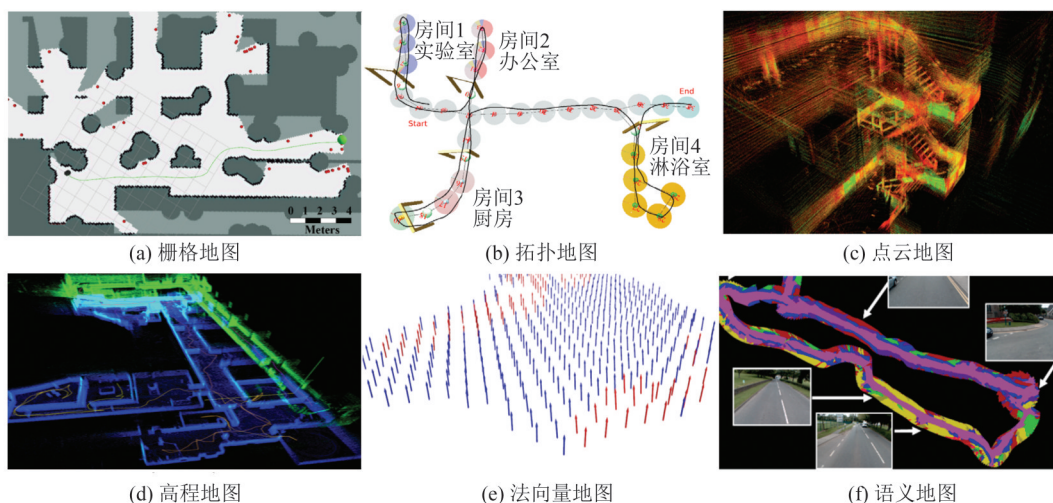 0 1 2 3 4
Meters
(a) 栅格地图
房间1
实验室
房间2
办公室
Start
End
房间3
厨房
房间4
淋浴室
(b) 拓扑地图
(c) 点云地图
(d) 高程地图
(e) 法向量地图
(f) 语义地图